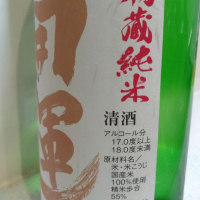 蔵純米
清酒
アルコール分
17.0度以上
18.0度未満
原材料名／
米・米こうじ
国産米
100%使用
精米歩合
55%